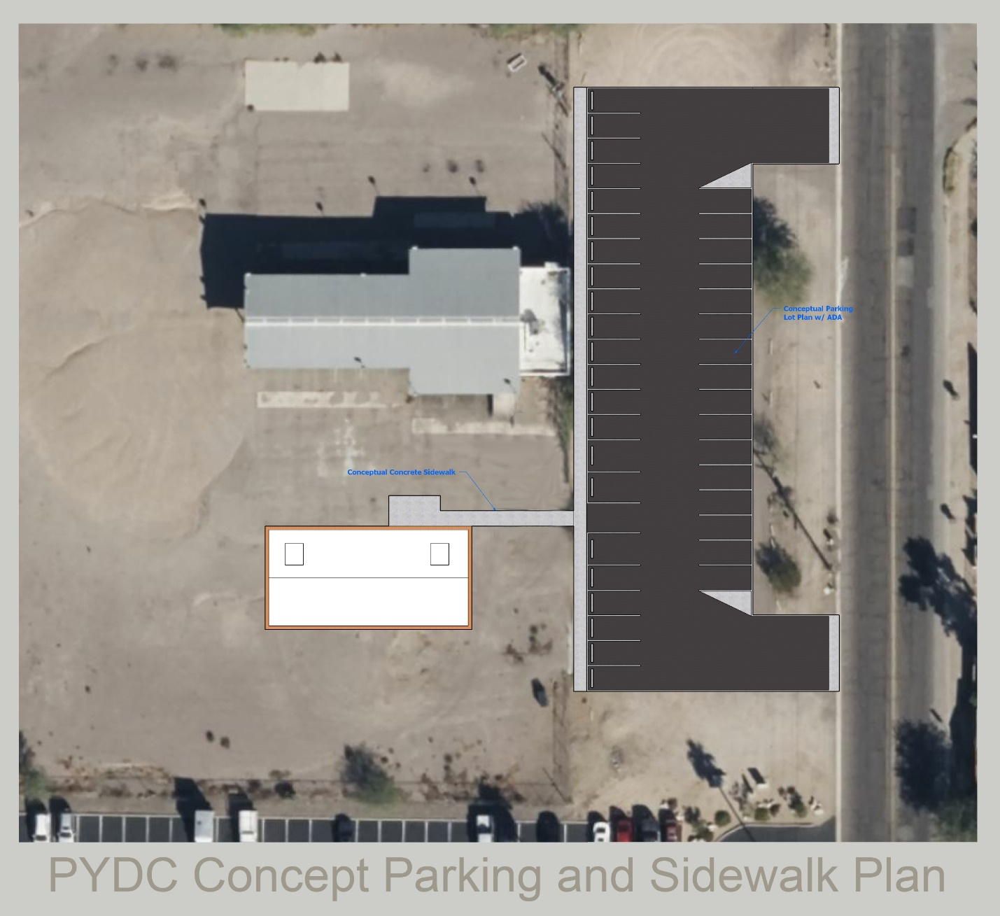 Conceptual Parking
Lot Plan w/ ADA
Conceptual Concrete Sidewalk
PYDC Concept Parking and Sidewalk Plan